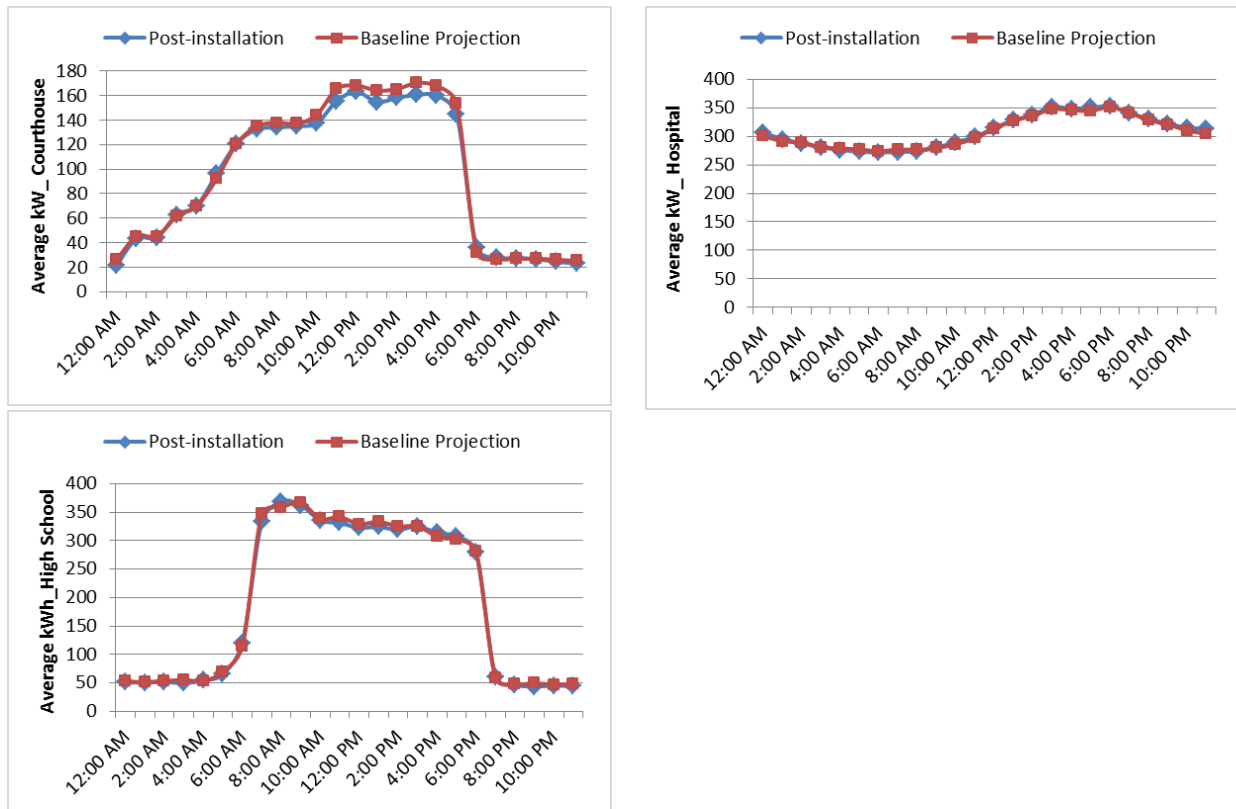 Post-installation Baseline Projection
Average kW_ Courthouse
180
160
140
120
100
80
60
40
20
0
12:00 AM
2:00 AM
4:00 AM
6:00 AM
8:00 AM
10:00 AM
12:00 PM
2:00 PM
4:00 PM
6:00 PM
8:00 PM
10:00 PM
Post-installation Baseline Projection
Average kW_ Hospital
400
350
300
250
200
150
100
50
0
12:00 AM
2:00 AM
4:00 AM
6:00 AM
8:00 AM
10:00 AM
12:00 PM
2:00 PM
4:00 PM
6:00 PM
8:00 PM
10:00 PM
Post-installation Baseline Projection
Average kWh_High School
400
350
300
250
200
150
100
50
0
12:00 AM
2:00 AM
4:00 AM
6:00 AM
8:00 AM
10:00 AM
12:00 PM
2:00 PM
4:00 PM
6:00 PM
8:00 PM
10:00 PM